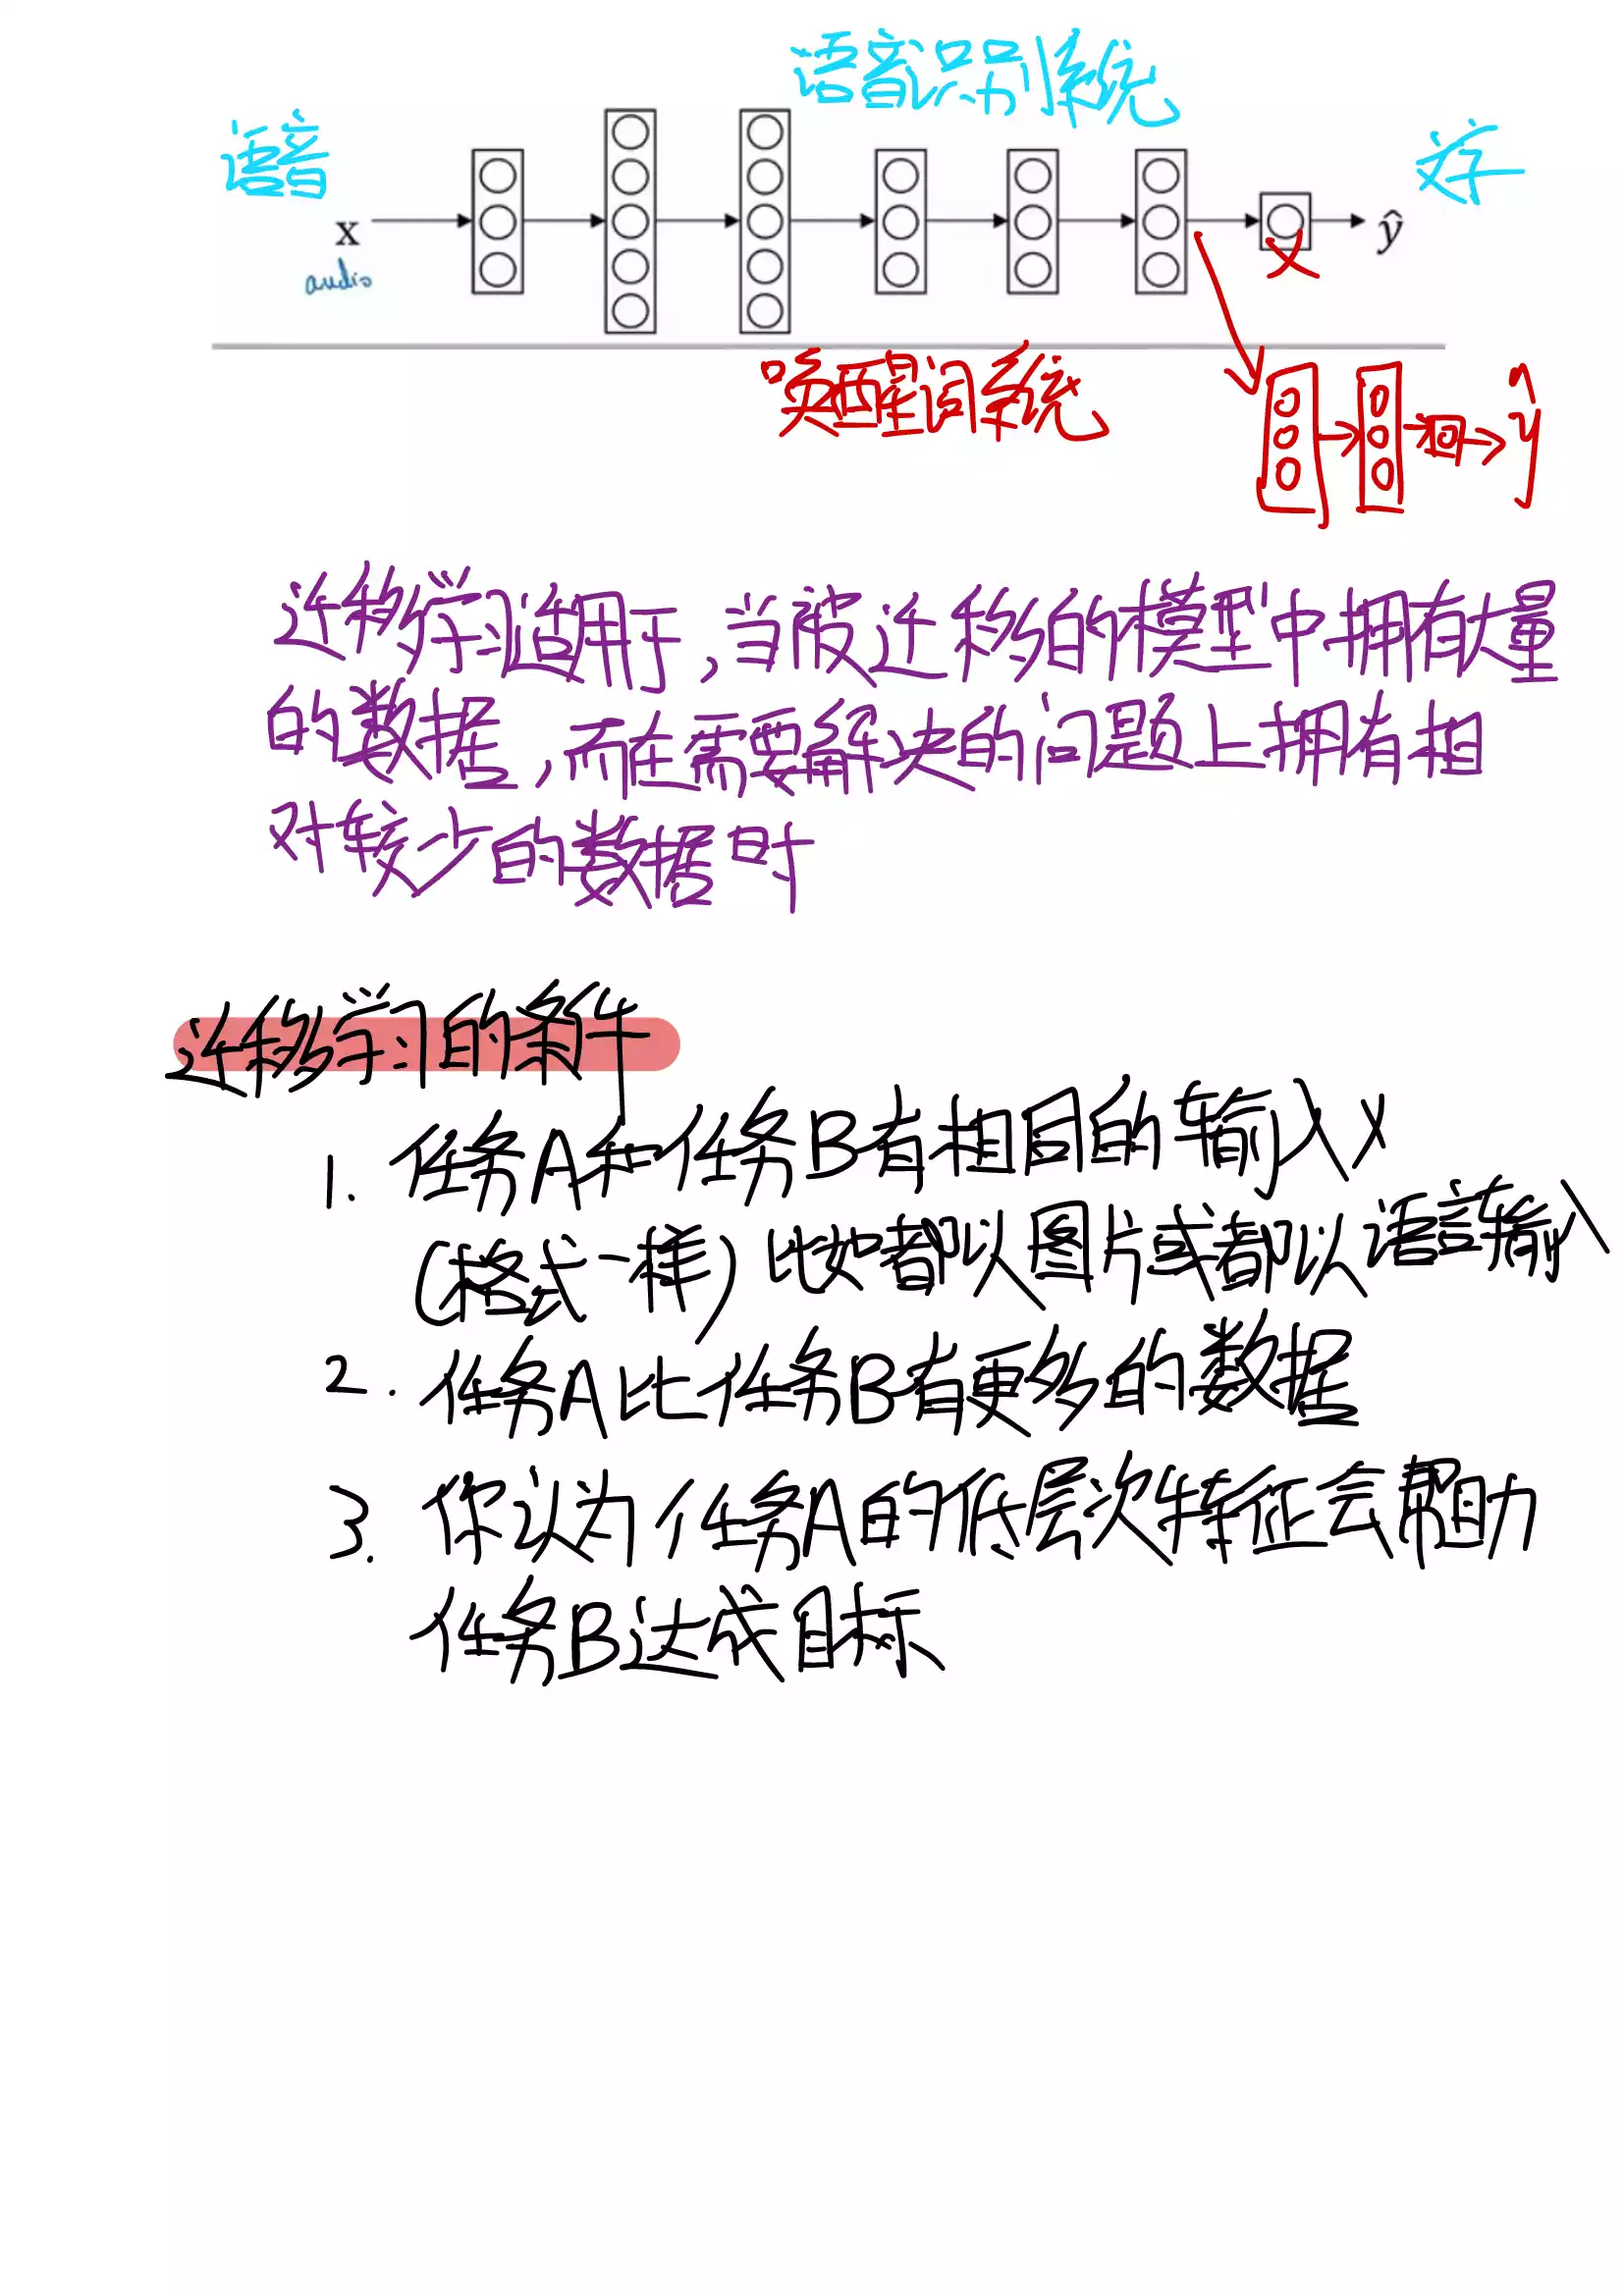 语音识别系统
语音
文字
x
ŷ
audio
唤醒词系统
ŷ
迁移学习适用于,当被迁移的模型中拥有大量
的数据,而在需要解决的问题上拥有相
对较少的数据时
迁移学习的条件
1. 任务A和任务B有相同的输入x
(格式一样)比如都以图片或都以语言输入
2. 任务A比任务B有更多的数据
3. 你认为任务A的低层次特征会帮助
任务B达成目标